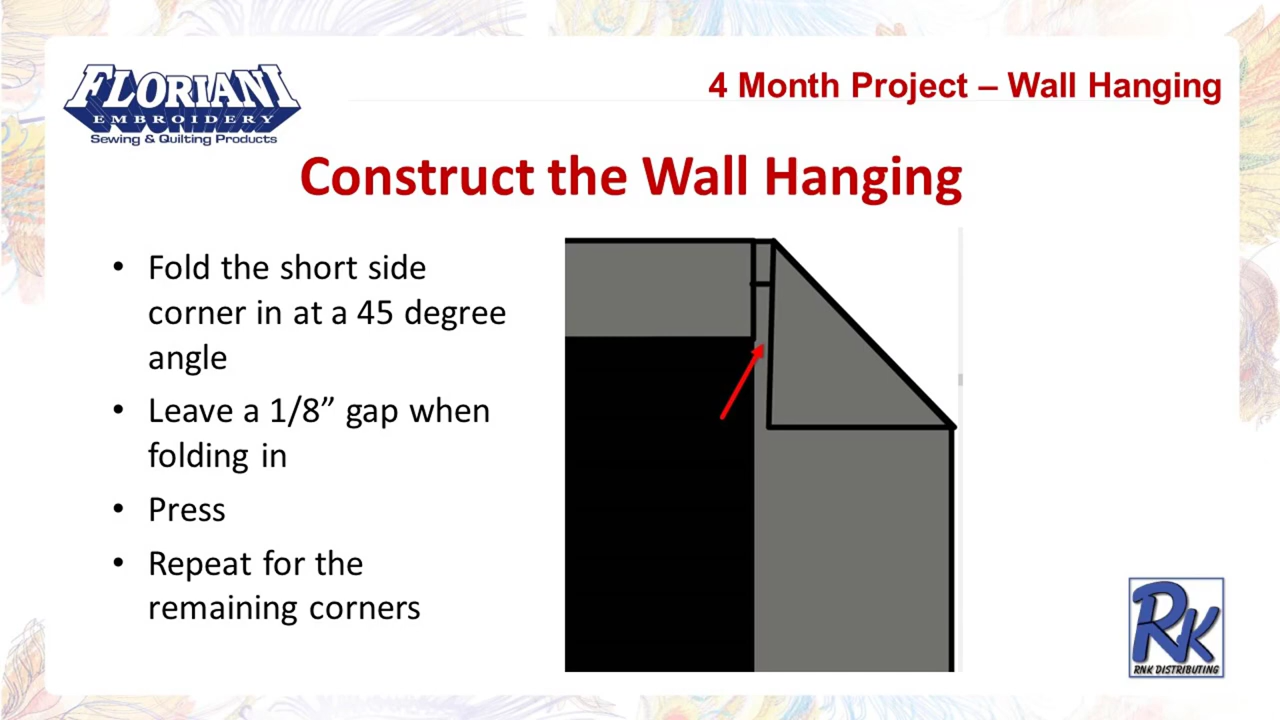 FLORIANI
EMBROIDERY
Sewing & Quilting Products
4 Month Project – Wall Hanging
Construct the Wall Hanging
• Fold the short side
corner in at a 45 degree
angle
• Leave a 1/8” gap when
folding in
• Press
• Repeat for the
remaining corners
RK
RNK DISTRIBUTING